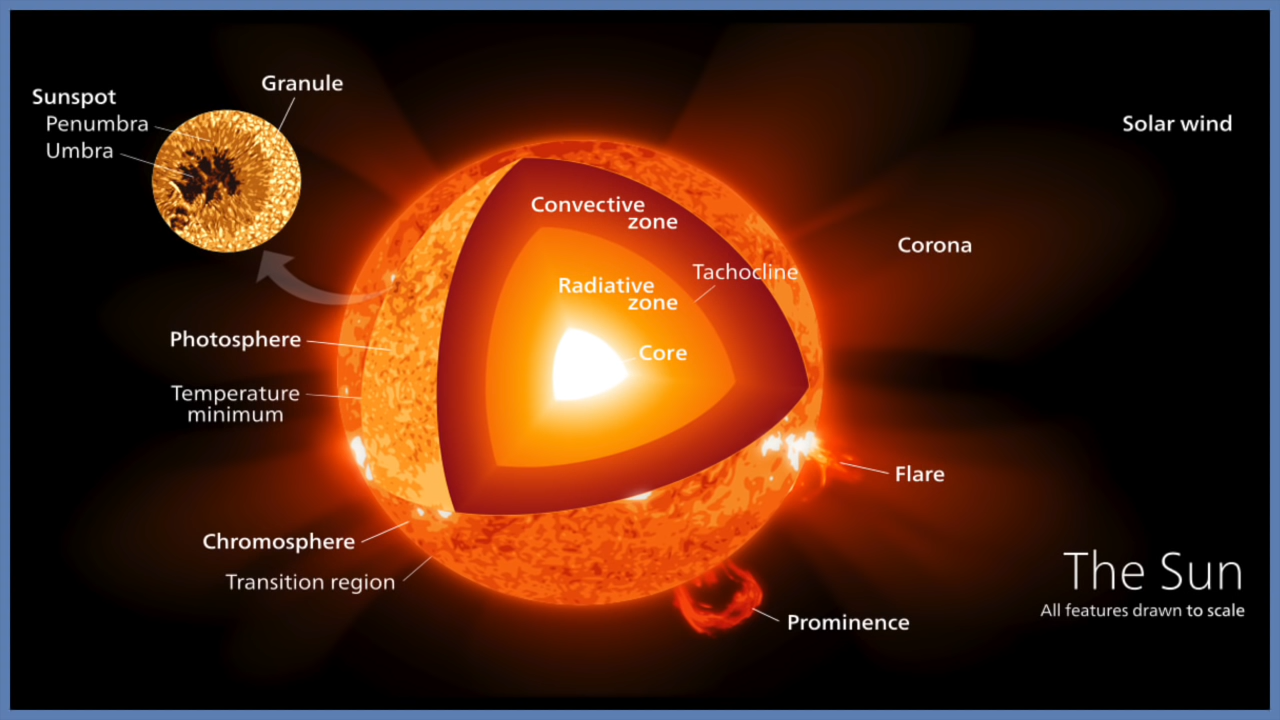 Granule
Sunspot
Penumbra
Umbra
Solar wind
Convective
zone
Corona
Tachocline
Radiative
zone
Photosphere
Core
Temperature
minimum
Flare
Chromosphere
Transition region
The Sun
All features drawn to scale
Prominence